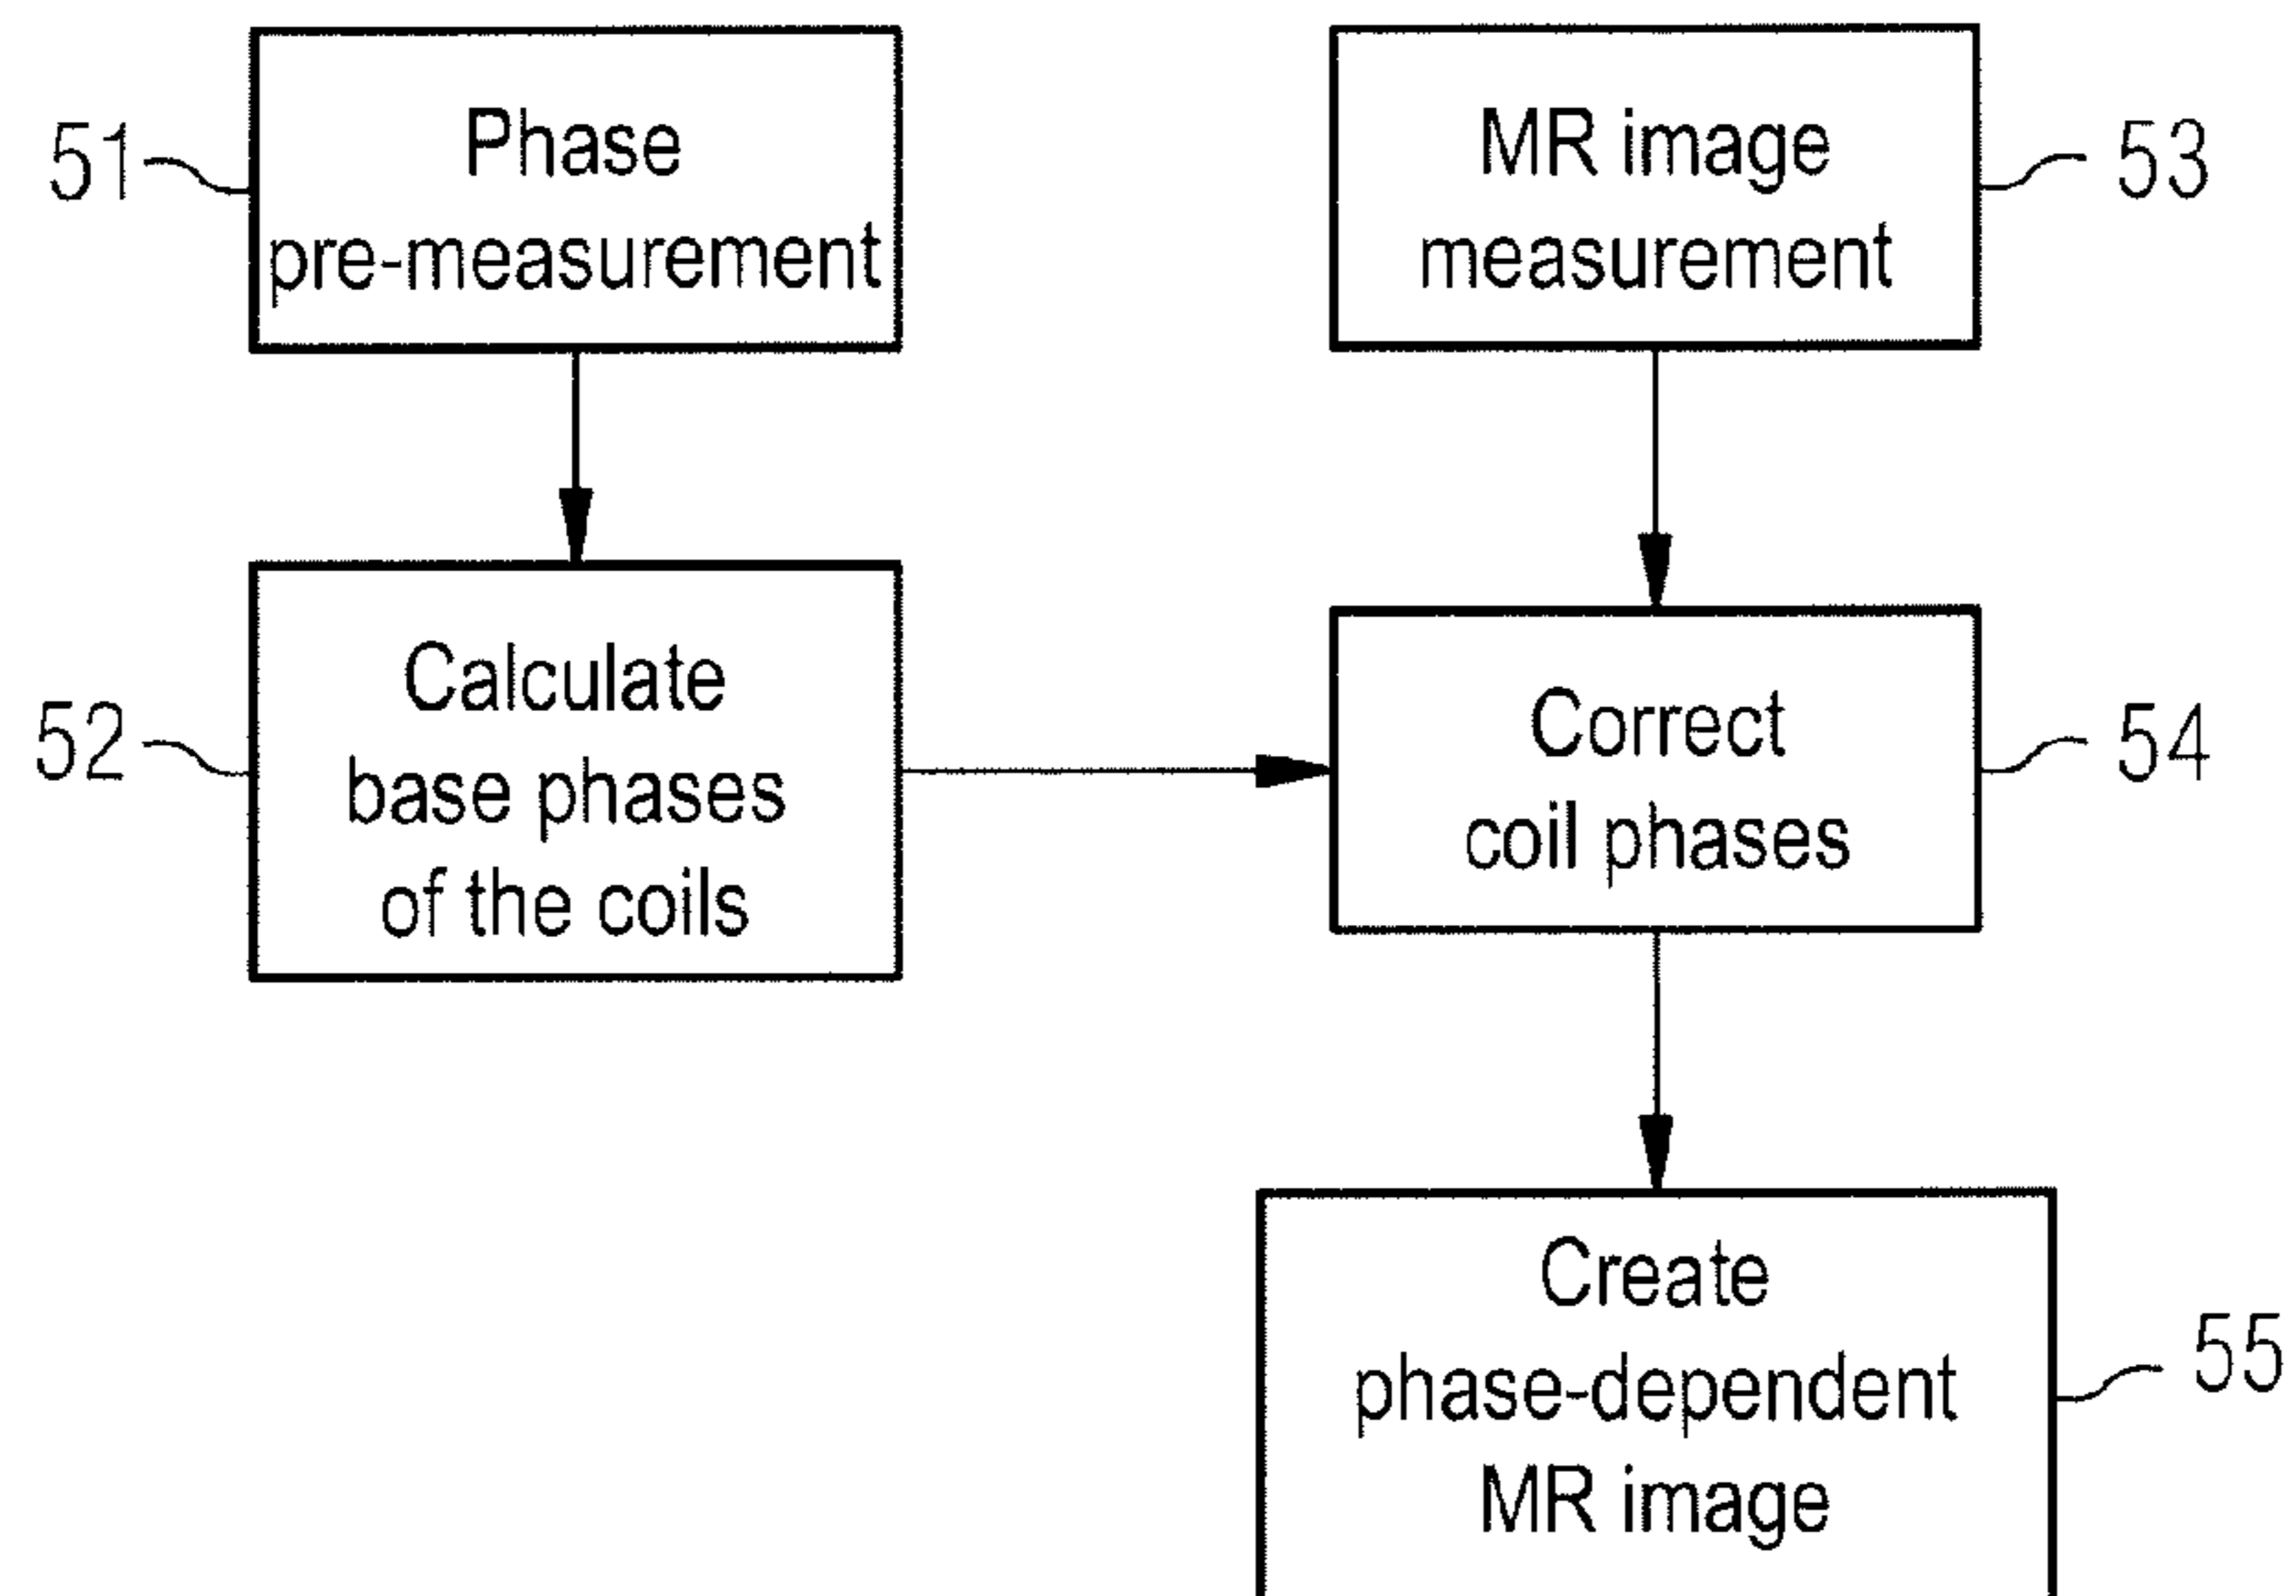 51
Phase
pre-measurement
MR image
measurement
53
52
Calculate
base phases
of the coils
Correct
coil phases
54
Create
phase-dependent
MR image
55